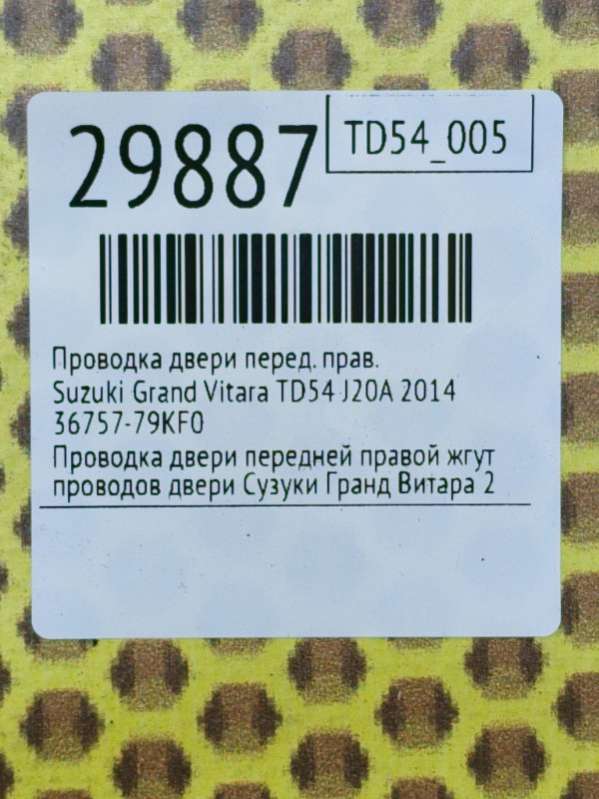 29887
TD54_005
Проводка двери перед. прав.
Suzuki Grand Vitara TD54 J20A 2014
36757-79KF0
Проводка двери передней правой жгут
проводов двери Сузуки Гранд Витара 2